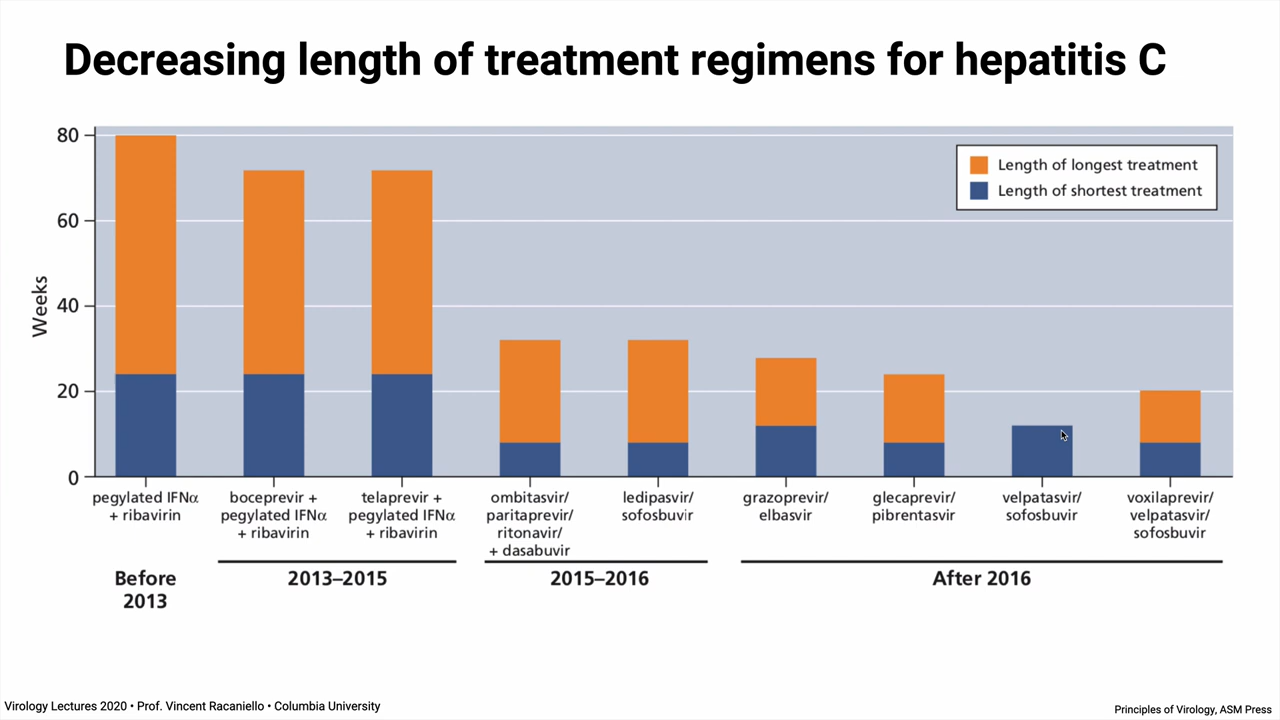 Decreasing length of treatment regimens for hepatitis C
80
60
40
20
0
Weeks
Length of longest treatment
Length of shortest treatment
pegylated IFNα
+ ribavirin
boceprevir +
pegylated IFNα
+ ribavirin
telaprevir +
pegylated IFNα
+ ribavirin
ombitasvir/
paritaprevir/
ritonavir/
+ dasabuvir
ledipasvir/
sofosbuvir
grazoprevir/
elbasvir
glecaprevir/
pibrentasvir
velpatasvir/
sofosbuvir
voxilaprevir/
velpatasvir/
sofosbuvir
Before
2013
2013–2015
2015–2016
After 2016
Virology Lectures 2020 • Prof. Vincent Racaniello • Columbia University
Principles of Virology, ASM Press